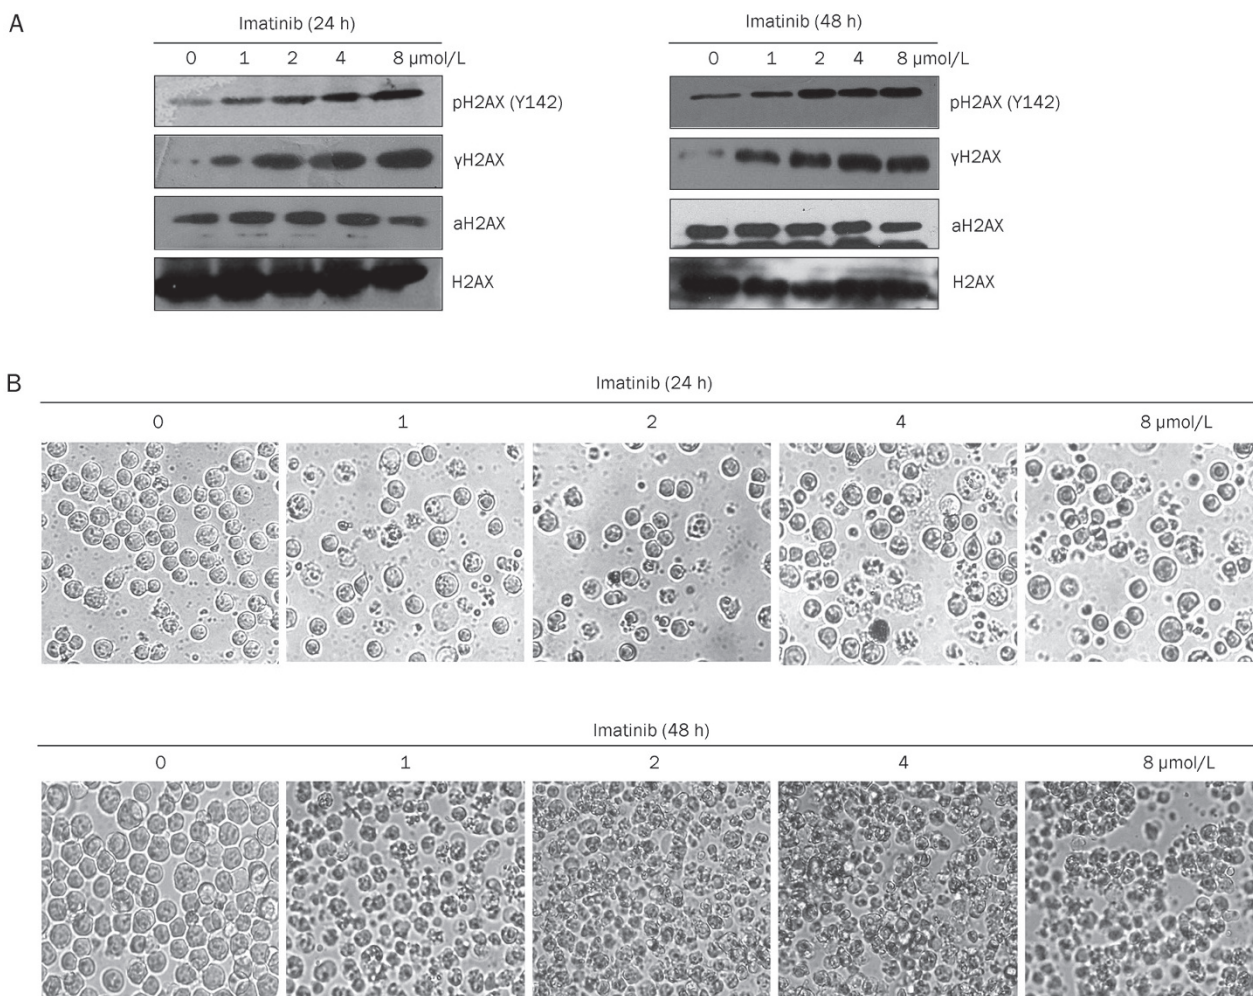 A
Imatinib (24 h)
0 1 2 4 8 μmol/L
pH2AX (Y142)
γH2AX
aH2AX
H2AX
Imatinib (48 h)
0 1 2 4 8 μmol/L
pH2AX (Y142)
γH2AX
aH2AX
H2AX
B
Imatinib (24 h)
0 1 2 4 8 μmol/L
Imatinib (48 h)
0 1 2 4 8 μmol/L